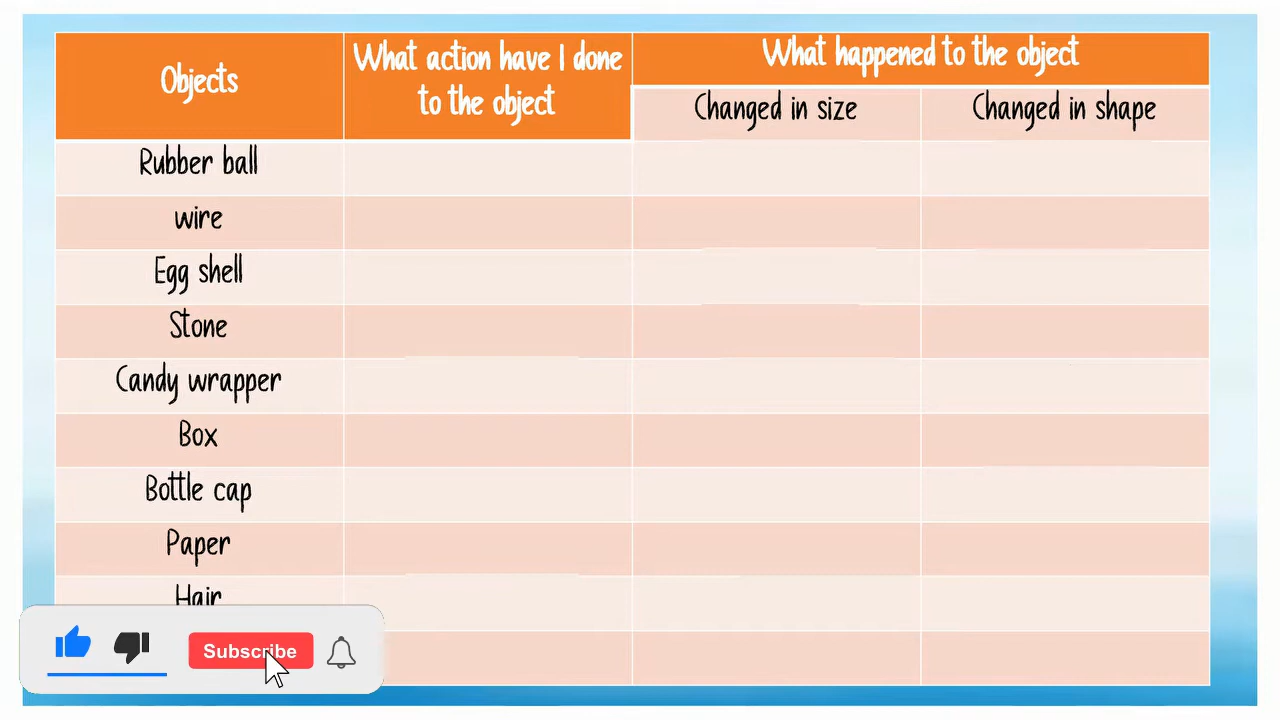 Objects
What action have I done
to the object
What happened to the object
Changed in size
Changed in shape
Rubber ball
wire
Egg shell
Stone
Candy wrapper
Box
Bottle cap
Paper
Hair
Subscribe